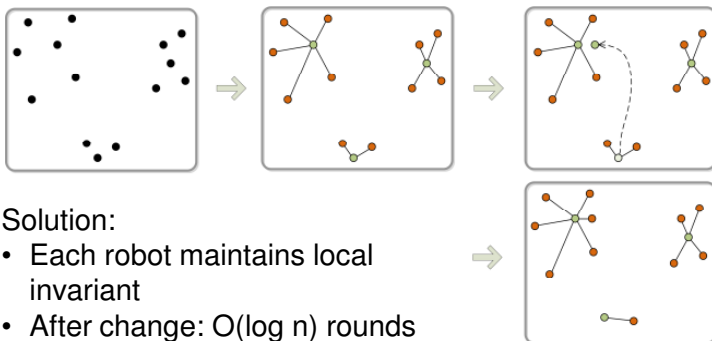 Solution:
• Each robot maintains local
invariant
• After change: O(log n) rounds